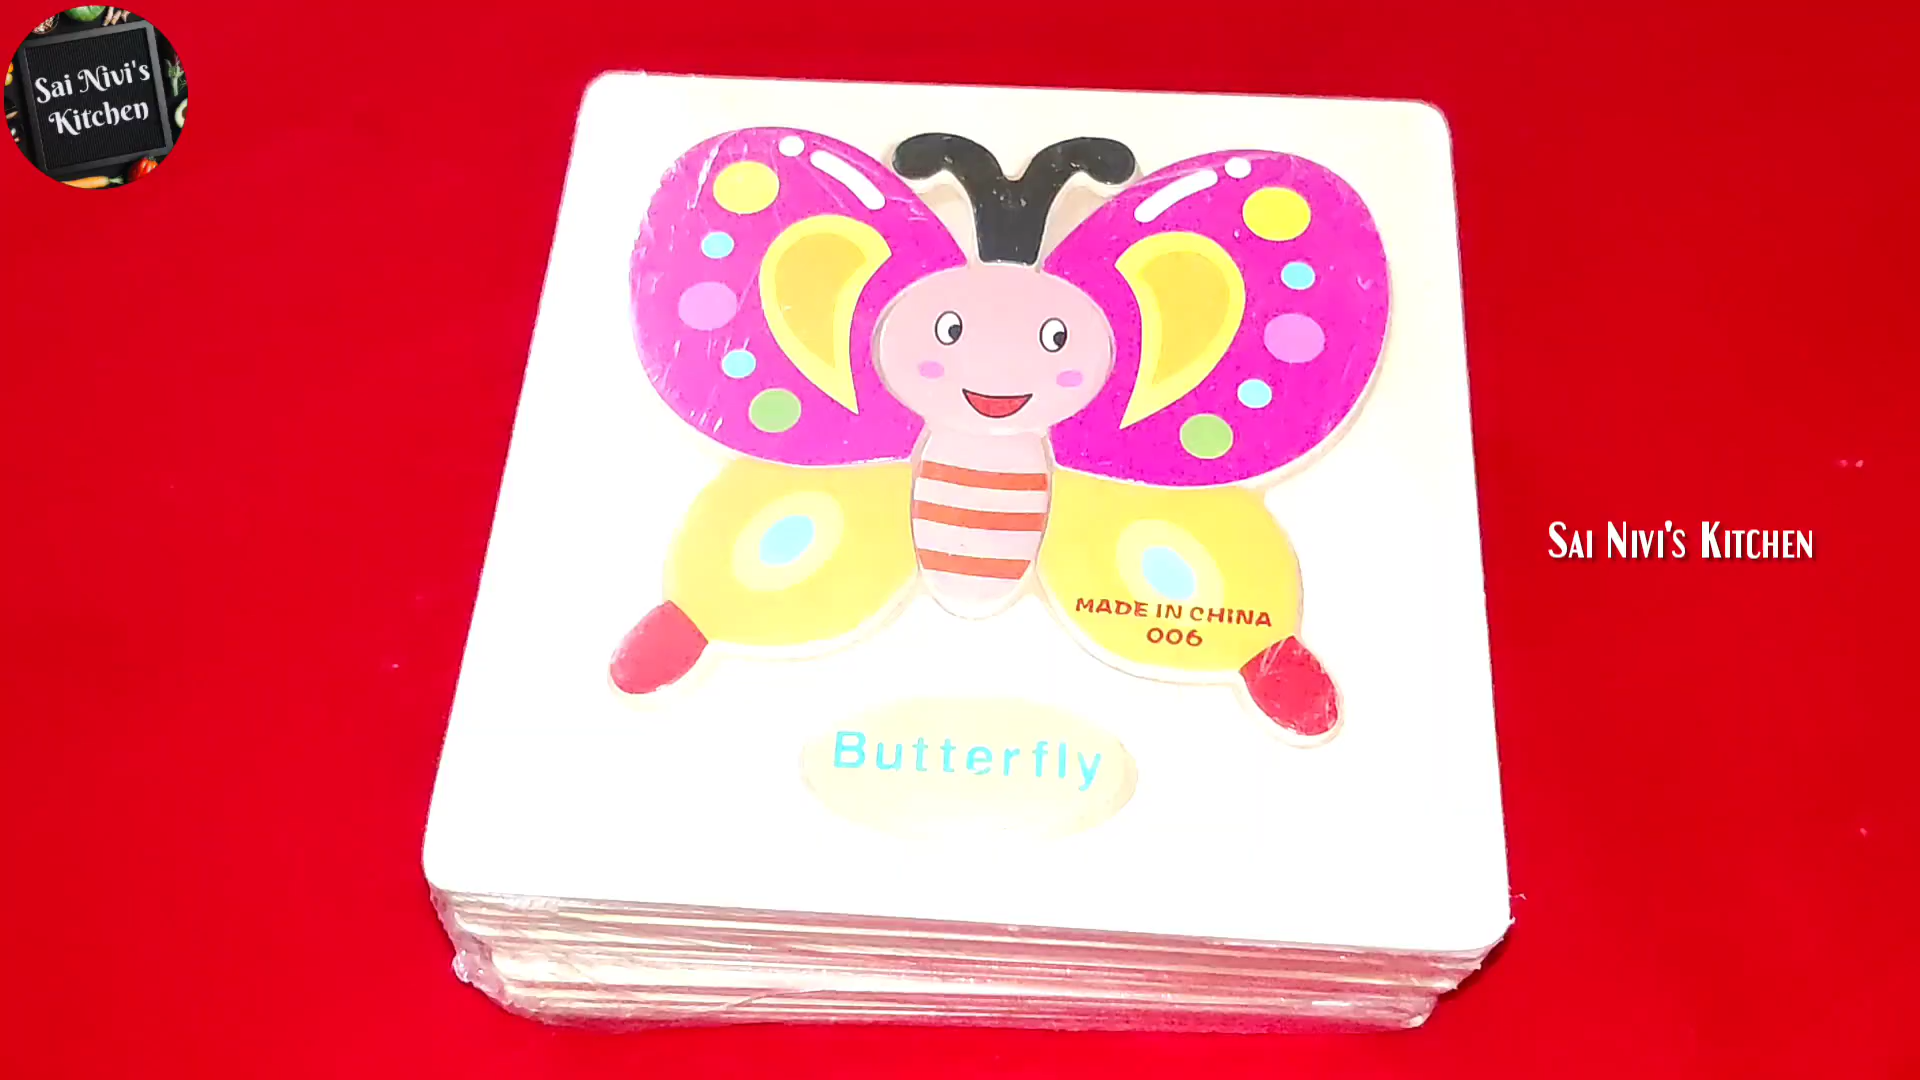 Sai Nivi's
Kitchen
MADE IN CHINA
006
Butterfly
SAI NIVI'S KITCHEN